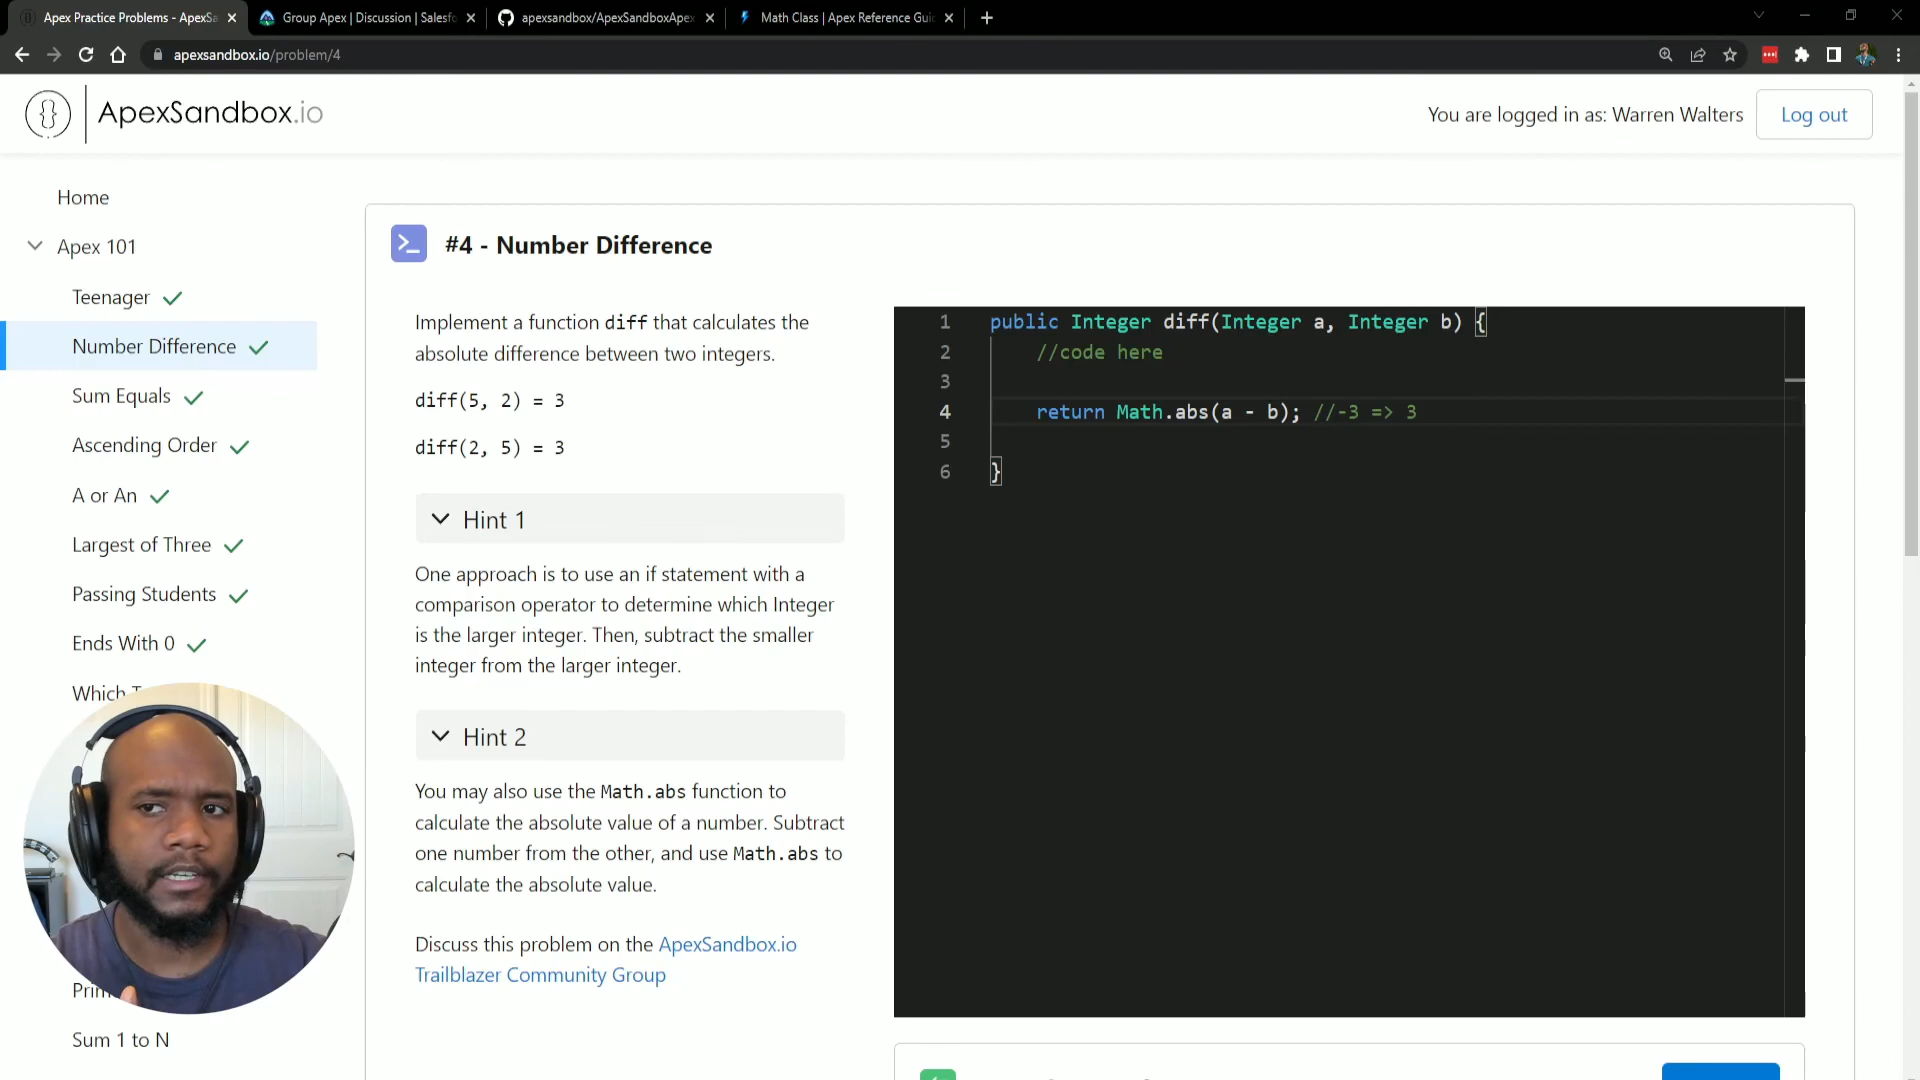 Apex Practice Problems - ApexSa
Group Apex | Discussion | Salesfo
apexsandbox/ApexSandboxApex
Math Class | Apex Reference Guid
apexsandbox.io/problem/4
ApexSandbox.io
You are logged in as: Warren Walters
Log out
Home
Apex 101
Teenager
Number Difference
Sum Equals
Ascending Order
A or An
Largest of Three
Passing Students
Ends With 0
Which T
Prim
Sum 1 to N
#4 - Number Difference
Implement a function diff that calculates the
absolute difference between two integers.
diff(5, 2) = 3
diff(2, 5) = 3
Hint 1
One approach is to use an if statement with a
comparison operator to determine which Integer
is the larger integer. Then, subtract the smaller
integer from the larger integer.
Hint 2
You may also use the Math.abs function to
calculate the absolute value of a number. Subtract
one number from the other, and use Math.abs to
calculate the absolute value.
Discuss this problem on the ApexSandbox.io
Trailblazer Community Group
1 public Integer diff(Integer a, Integer b) {
2 //code here
3
4 return Math.abs(a - b); //-3 => 3
5
6 }